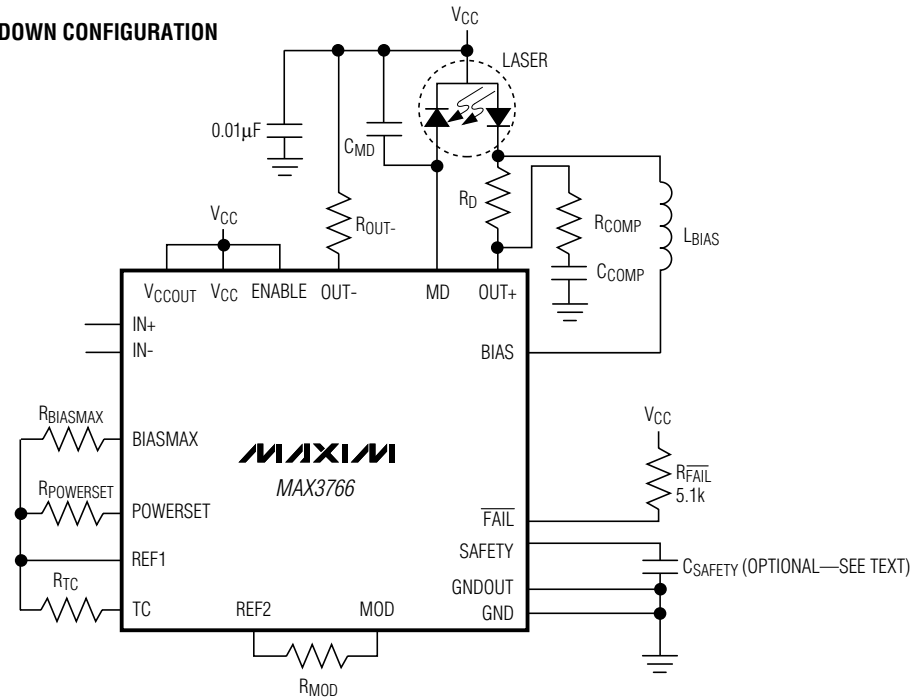 DOWN CONFIGURATION
VCC
LASER
0.01μF
CMD
RD
RCOMP
LBIAS
VCC
ROUT-
CCOMP
VCCOUT VCC ENABLE OUT- MD OUT+
IN+
IN-
BIAS
RBIASMAX
BIASMAX
VCC
MAXIM
MAX3766
RFAIL
5.1k
RPOWERSET
POWERSET
FAIL
SAFETY
CSAFETY (OPTIONAL—SEE TEXT)
REF1
GNDOUT
RTC
TC
REF2
MOD
GND
RMOD